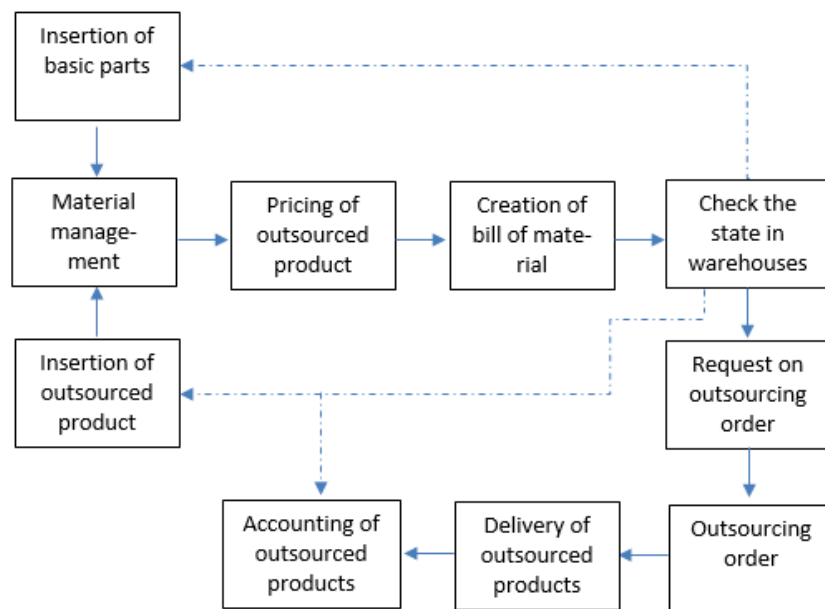 Insertion of
basic parts
Material
manage-
ment
Pricing of
outsourced
product
Creation of
bill of mate-
rial
Check the
state in
warehouses
Insertion of
outsourced
product
Request on
outsourcing
order
Accounting of
outsourced
products
Delivery of
outsourced
products
Outsourcing
order